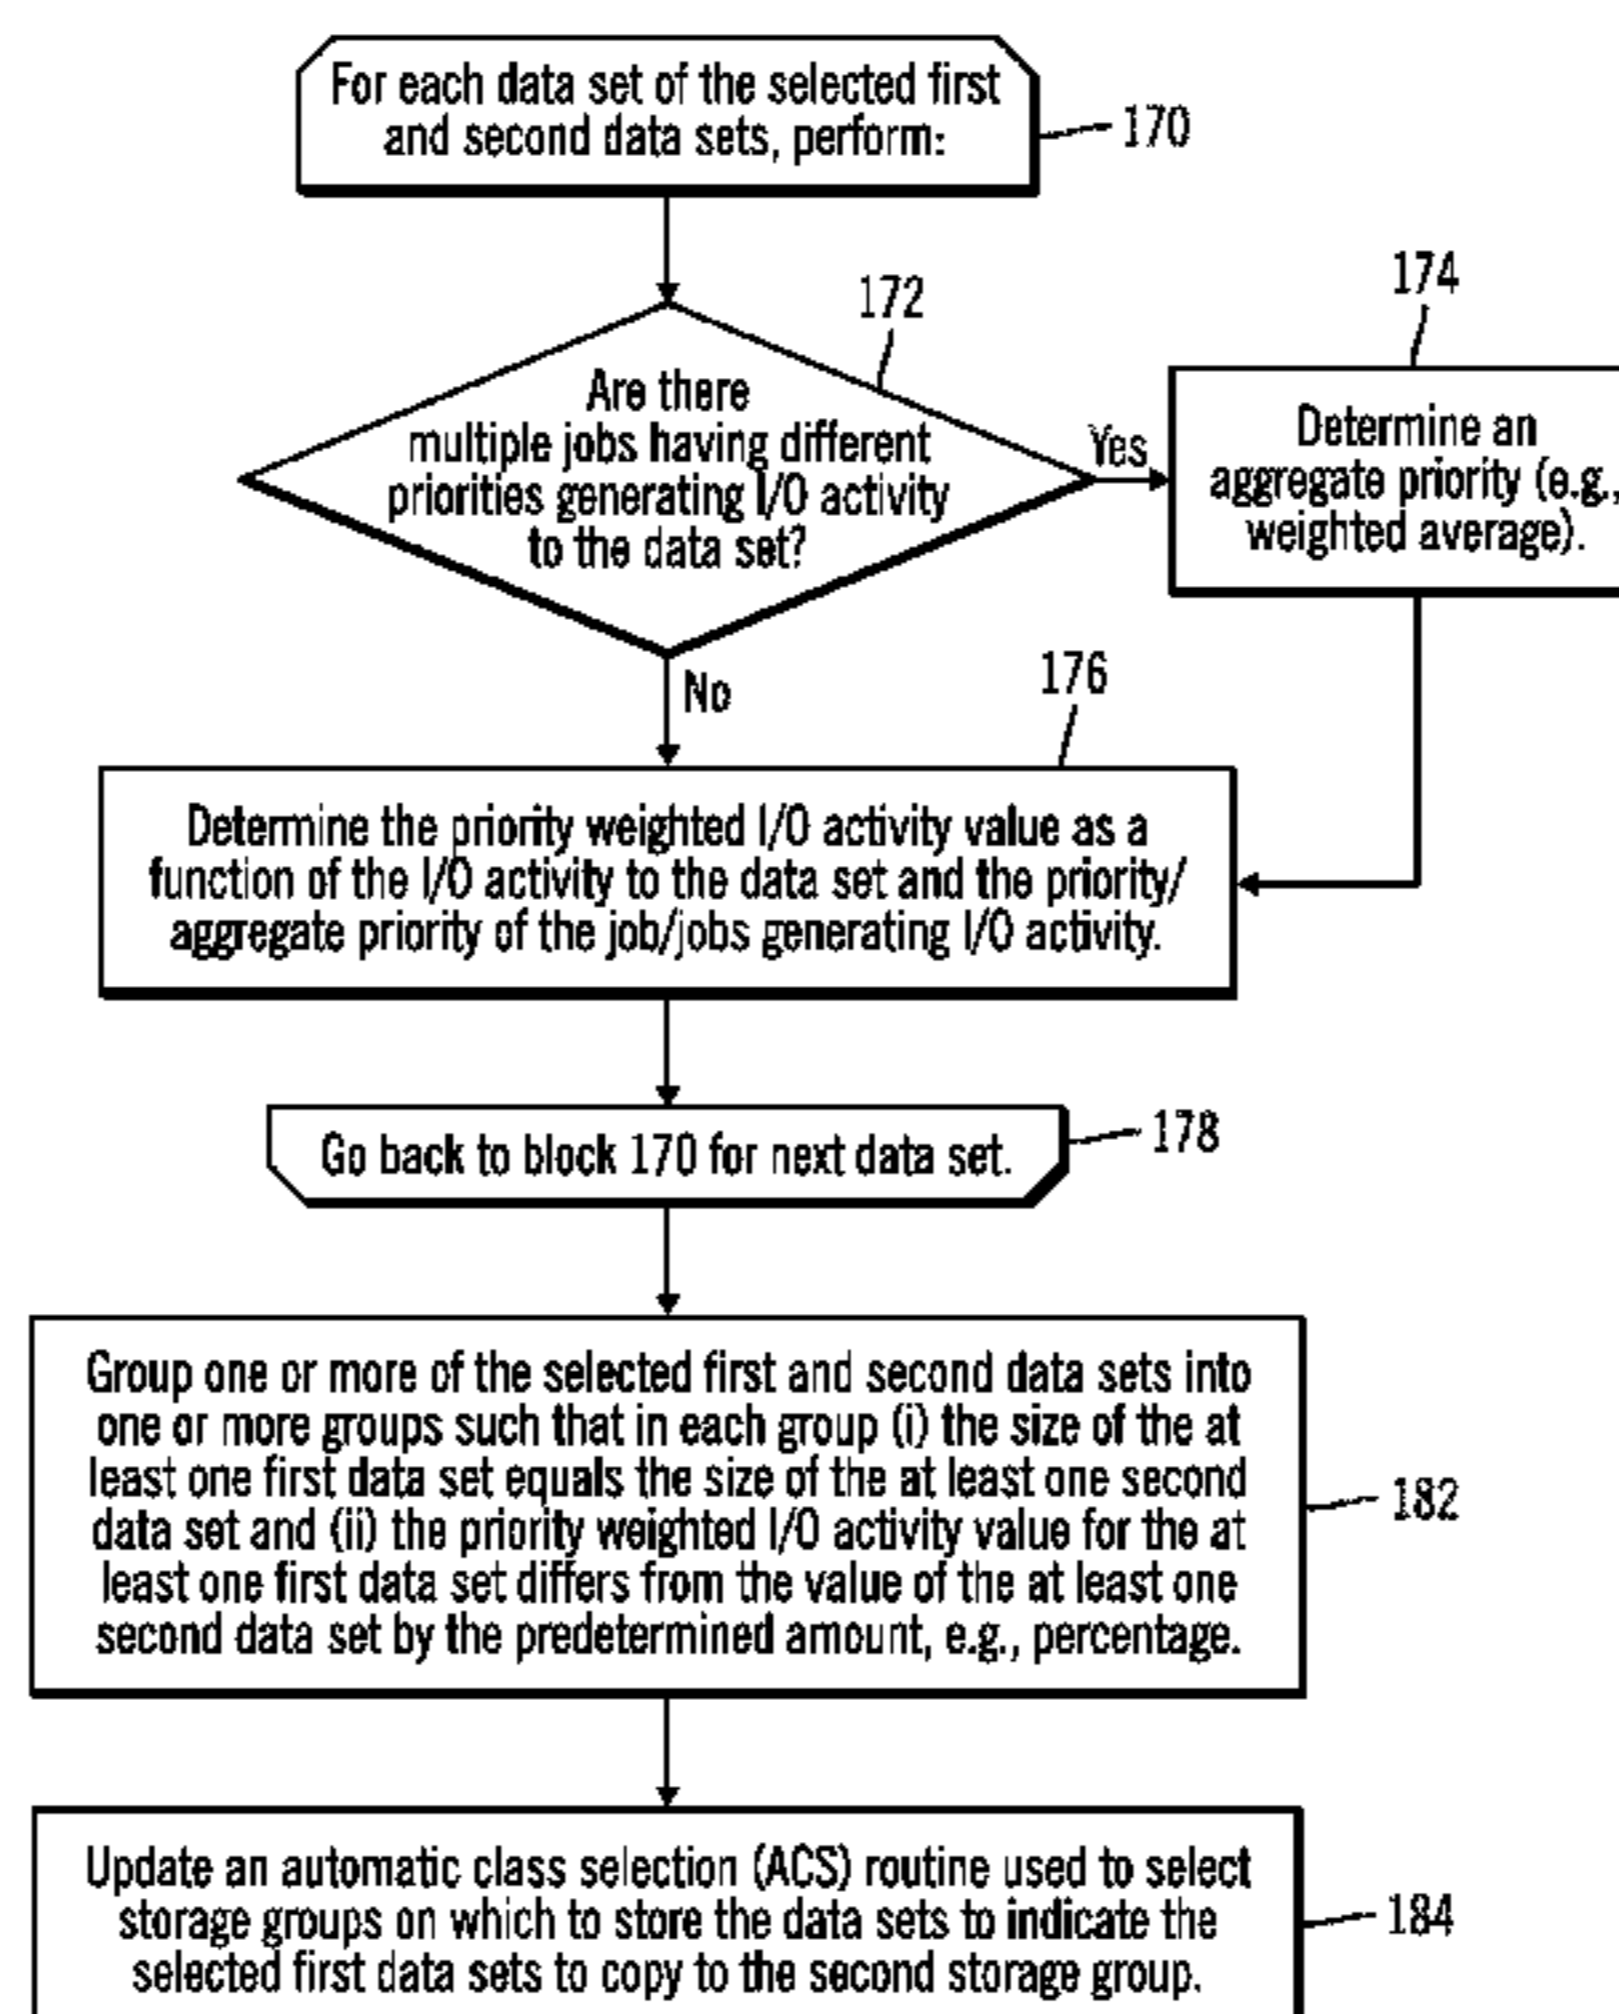 For each data set of the selected first
and second data sets, perform:
170
172
174
Are there
multiple jobs having different
priorities generating I/O activity
to the data set?
Yes
Determine an
aggregate priority (e.g.,
weighted average).
No
176
Determine the priority weighted I/O activity value as a
function of the I/O activity to the data set and the priority/
aggregate priority of the job/jobs generating I/O activity.
Go back to block 170 for next data set.
178
Group one or more of the selected first and second data sets into
one or more groups such that in each group (i) the size of the at
least one first data set equals the size of the at least one second
data set and (ii) the priority weighted I/O activity value for the at
least one first data set differs from the value of the at least one
second data set by the predetermined amount, e.g., percentage.
182
Update an automatic class selection (ACS) routine used to select
storage groups on which to store the data sets to indicate the
selected first data sets to copy to the second storage group.
184